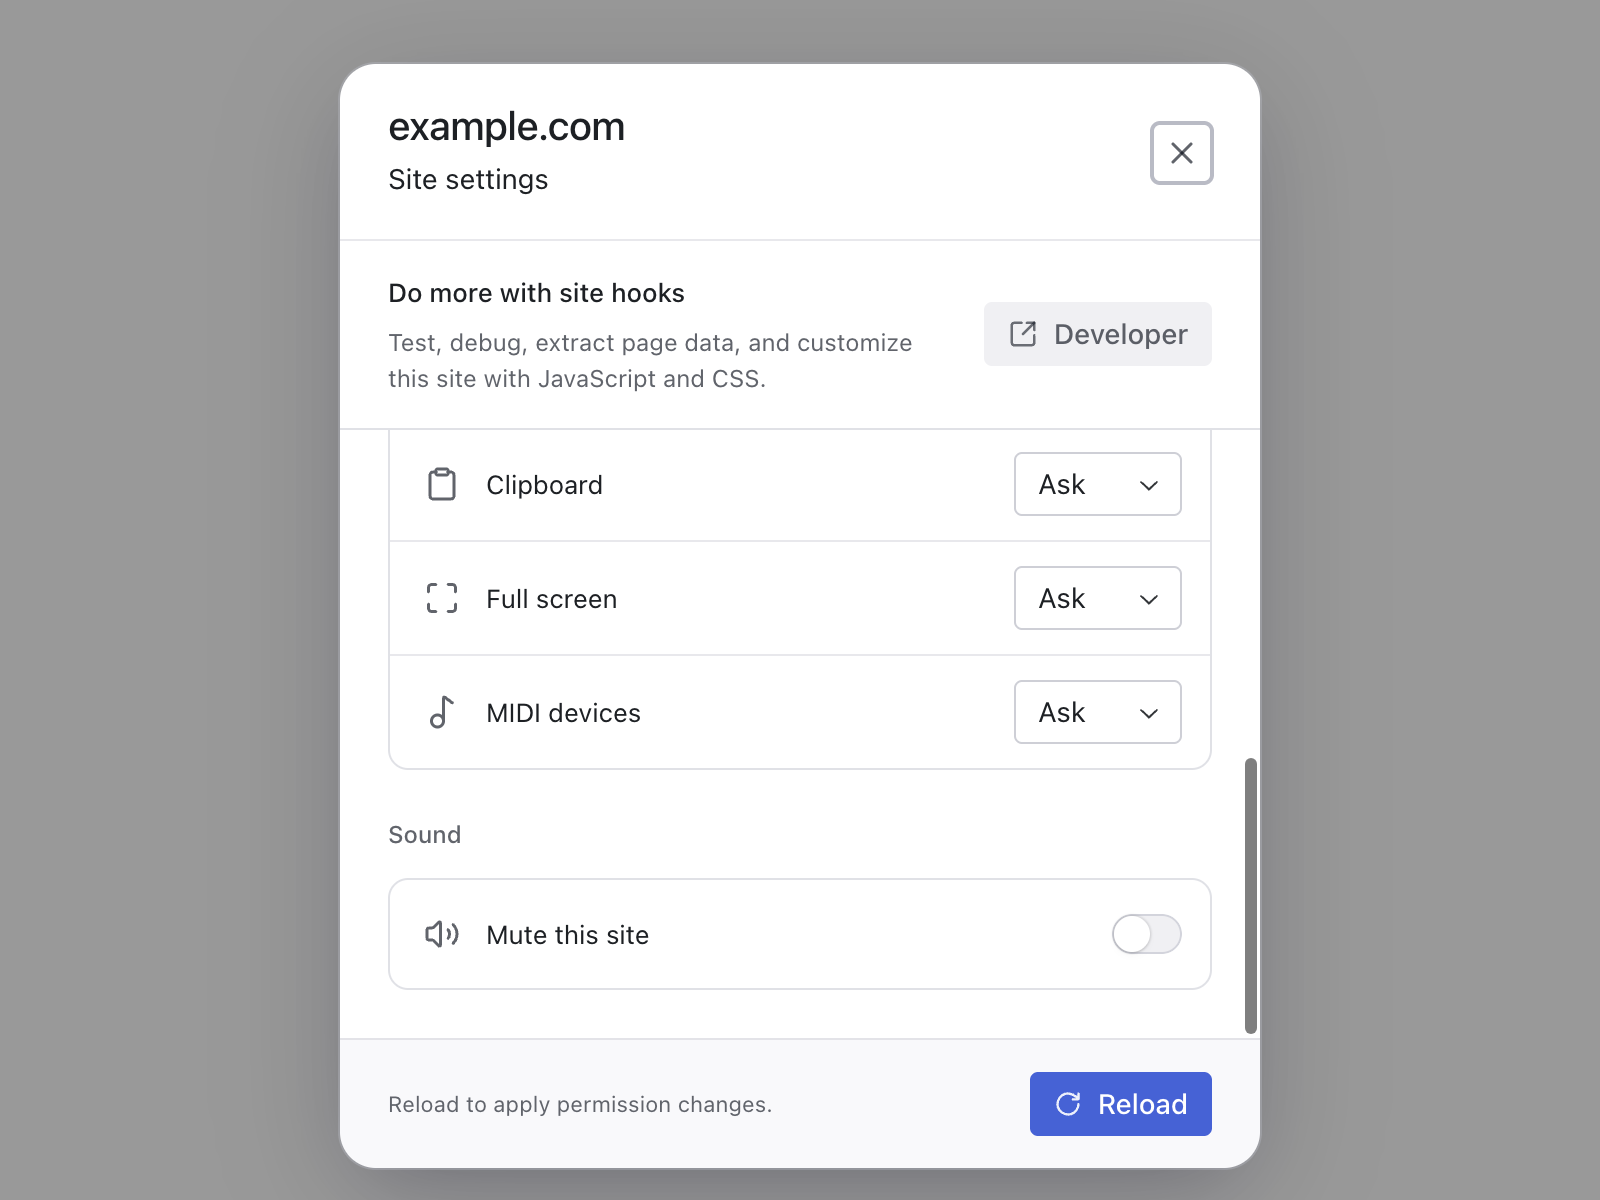 example.com
Site settings
Do more with site hooks
Test, debug, extract page data, and customize
this site with JavaScript and CSS.
Developer
Clipboard
Ask
Full screen
Ask
MIDI devices
Ask
Sound
Mute this site
Reload to apply permission changes.
Reload